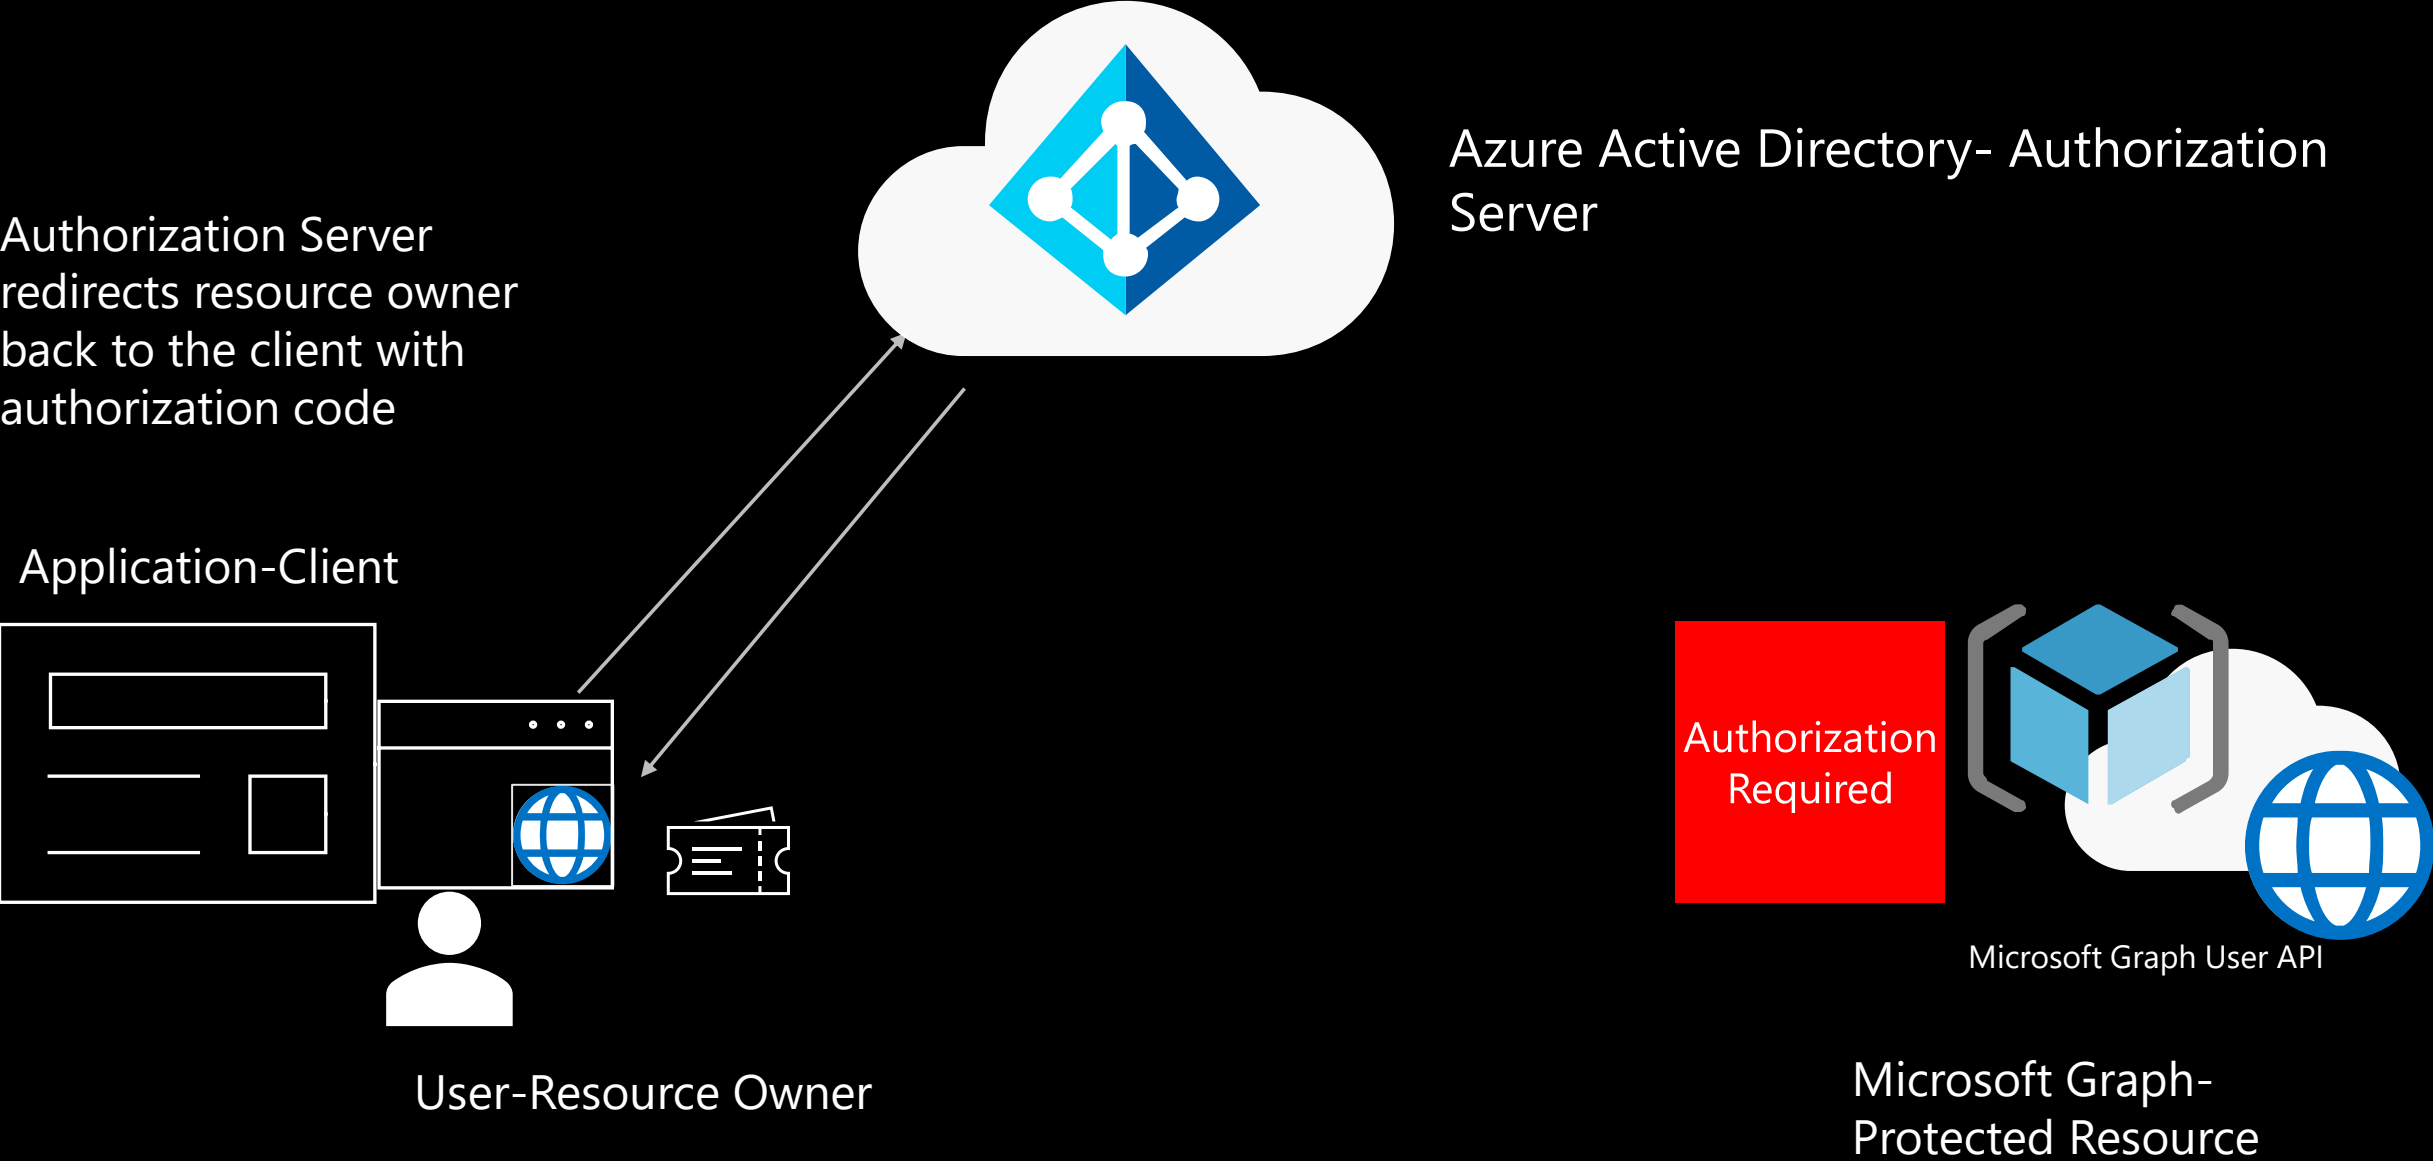 Azure Active Directory- Authorization
Server
Authorization Server
redirects resource owner
back to the client with
authorization code
Application-Client
Authorization
Required
Microsoft Graph User API
User-Resource Owner
Microsoft Graph-
Protected Resource